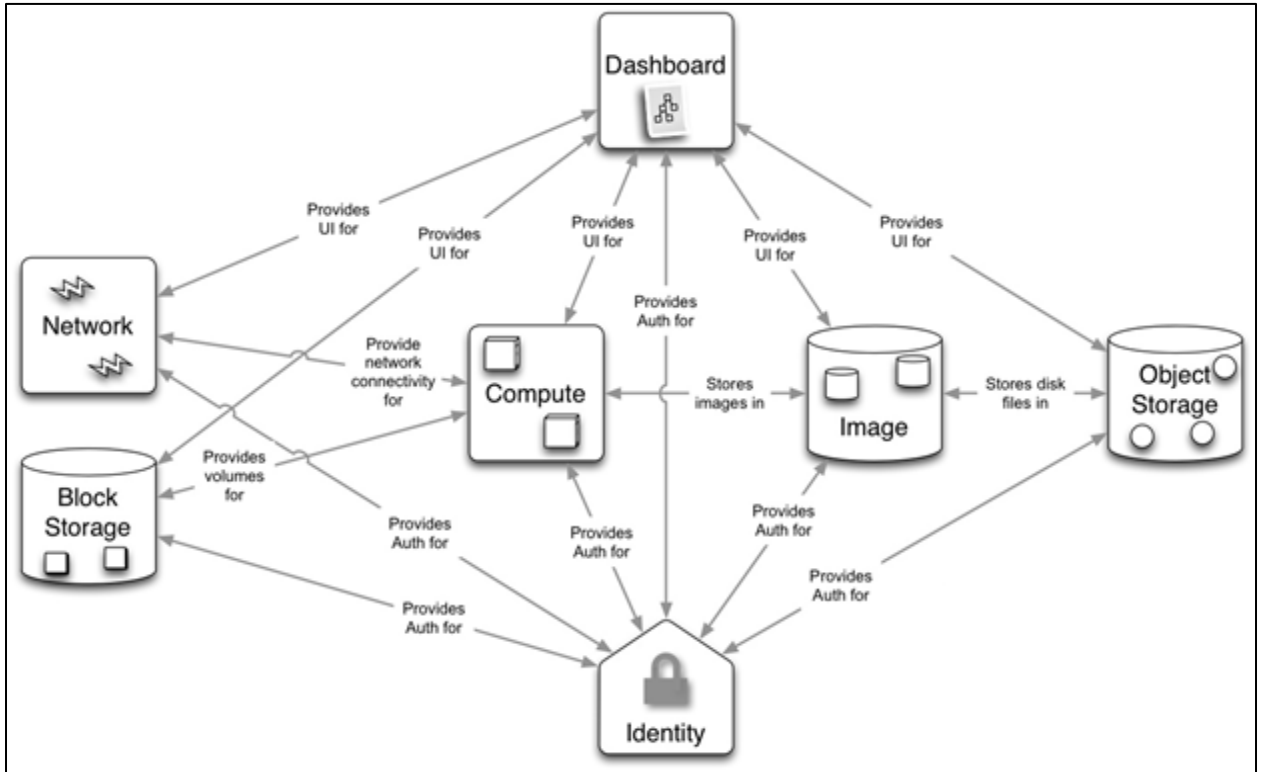 Dashboard
Provides
UI for
Provides
UI for
Provides
UI for
Provides
UI for
Provides
UI for
Network
Provides
Auth for
Provide
network
connectivity
for
Compute
Stores
images in
Image
Stores disk
files in
Object
Storage
Block
Storage
Provides
volumes
for
Provides
Auth for
Provides
Auth for
Provides
Auth for
Provides
Auth for
Provides
Auth for
Identity